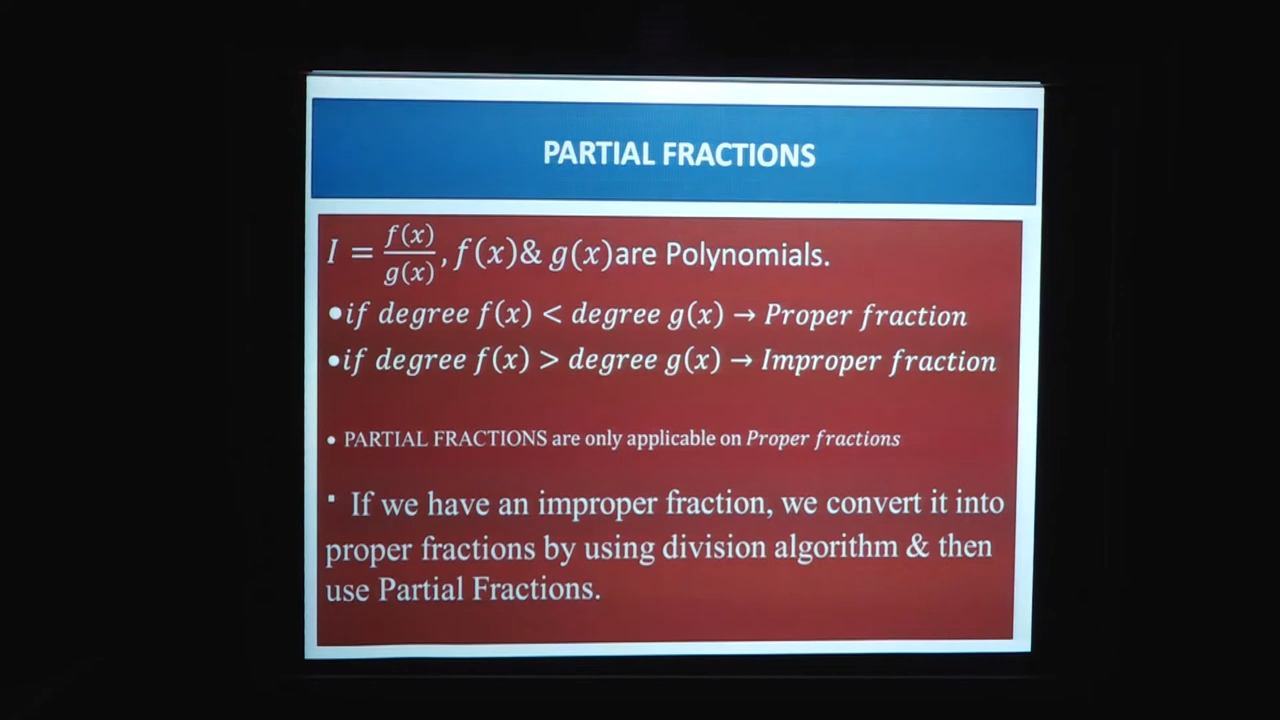 PARTIAL FRACTIONS
I = f(x)/g(x), f(x)& g(x)are Polynomials.
•if degree f(x) < degree g(x) → Proper fraction
•if degree f(x) > degree g(x) → Improper fraction
• PARTIAL FRACTIONS are only applicable on Proper fractions
▪ If we have an improper fraction, we convert it into
proper fractions by using division algorithm & then
use Partial Fractions.